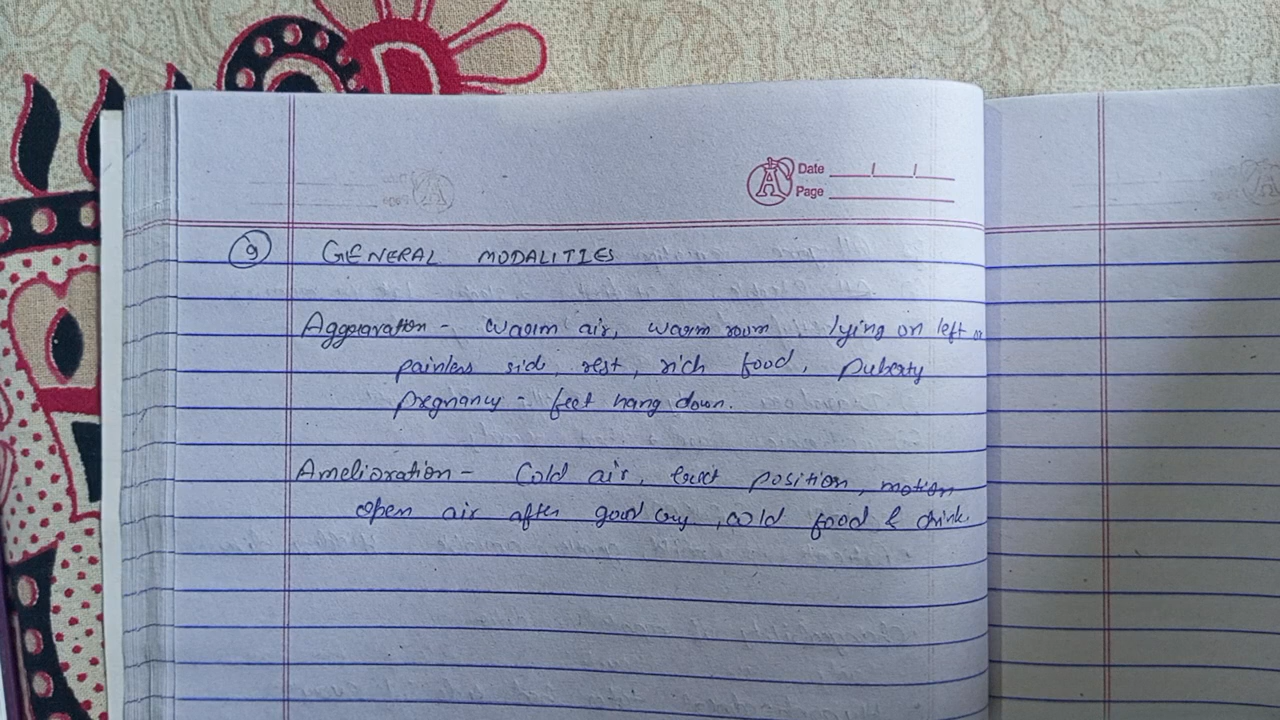 Date
Page
9 GENERAL MODALITIES
Aggravation - Warm air, warm room, lying on left or
painless side, rest, rich food, Puberty
pregnancy - feet hang down.
Amelioration - Cold air, Erect position, motion
open air after good cry, cold food & drink.